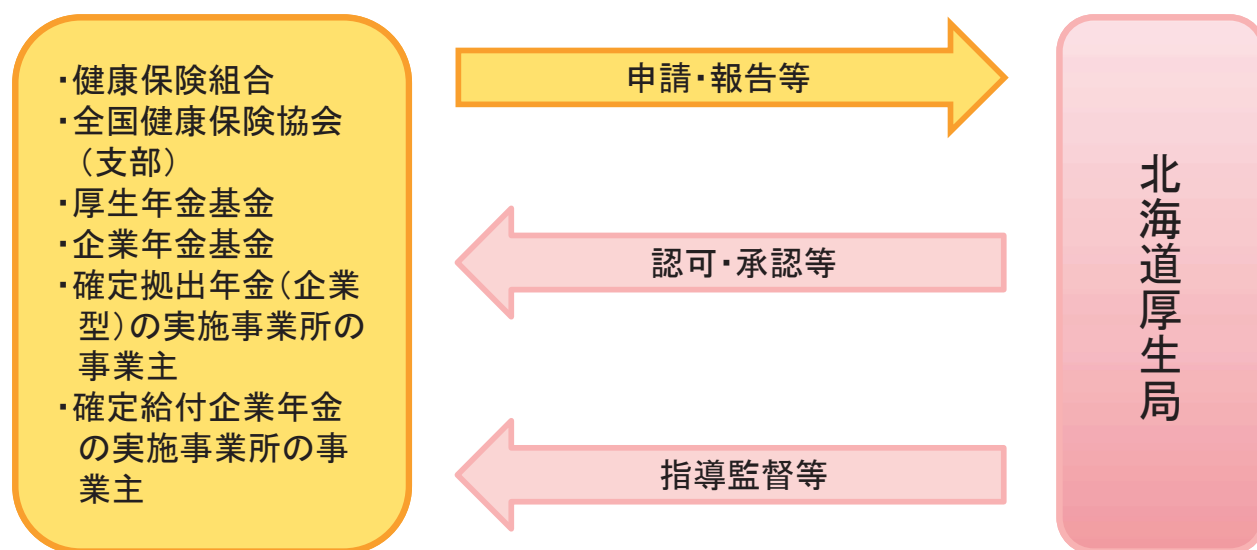 ・健康保険組合
・全国健康保険協会
（支部）
・厚生年金基金
・企業年金基金
・確定拠出年金（企業
型）の実施事業所の
事業主
・確定給付企業年金
の実施事業所の事
業主
申請・報告等
認可・承認等
指導監督等
北海道厚生局